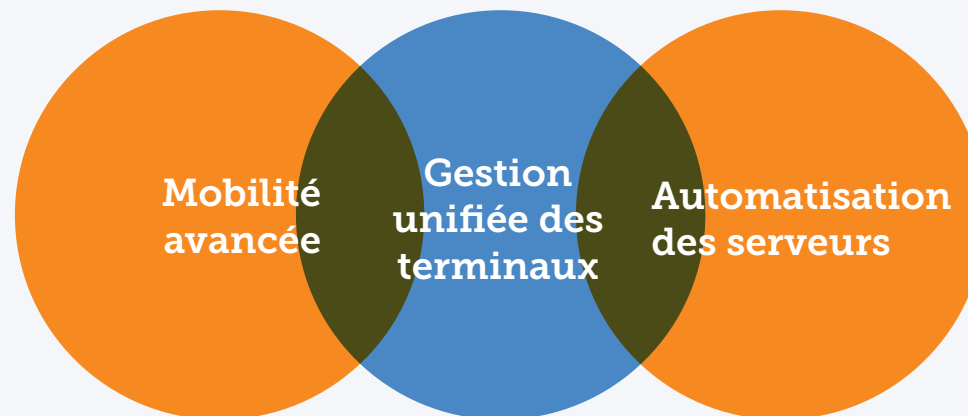 Mobilité
avancée
Gestion
unifiée des
terminaux
Automatisation
des serveurs